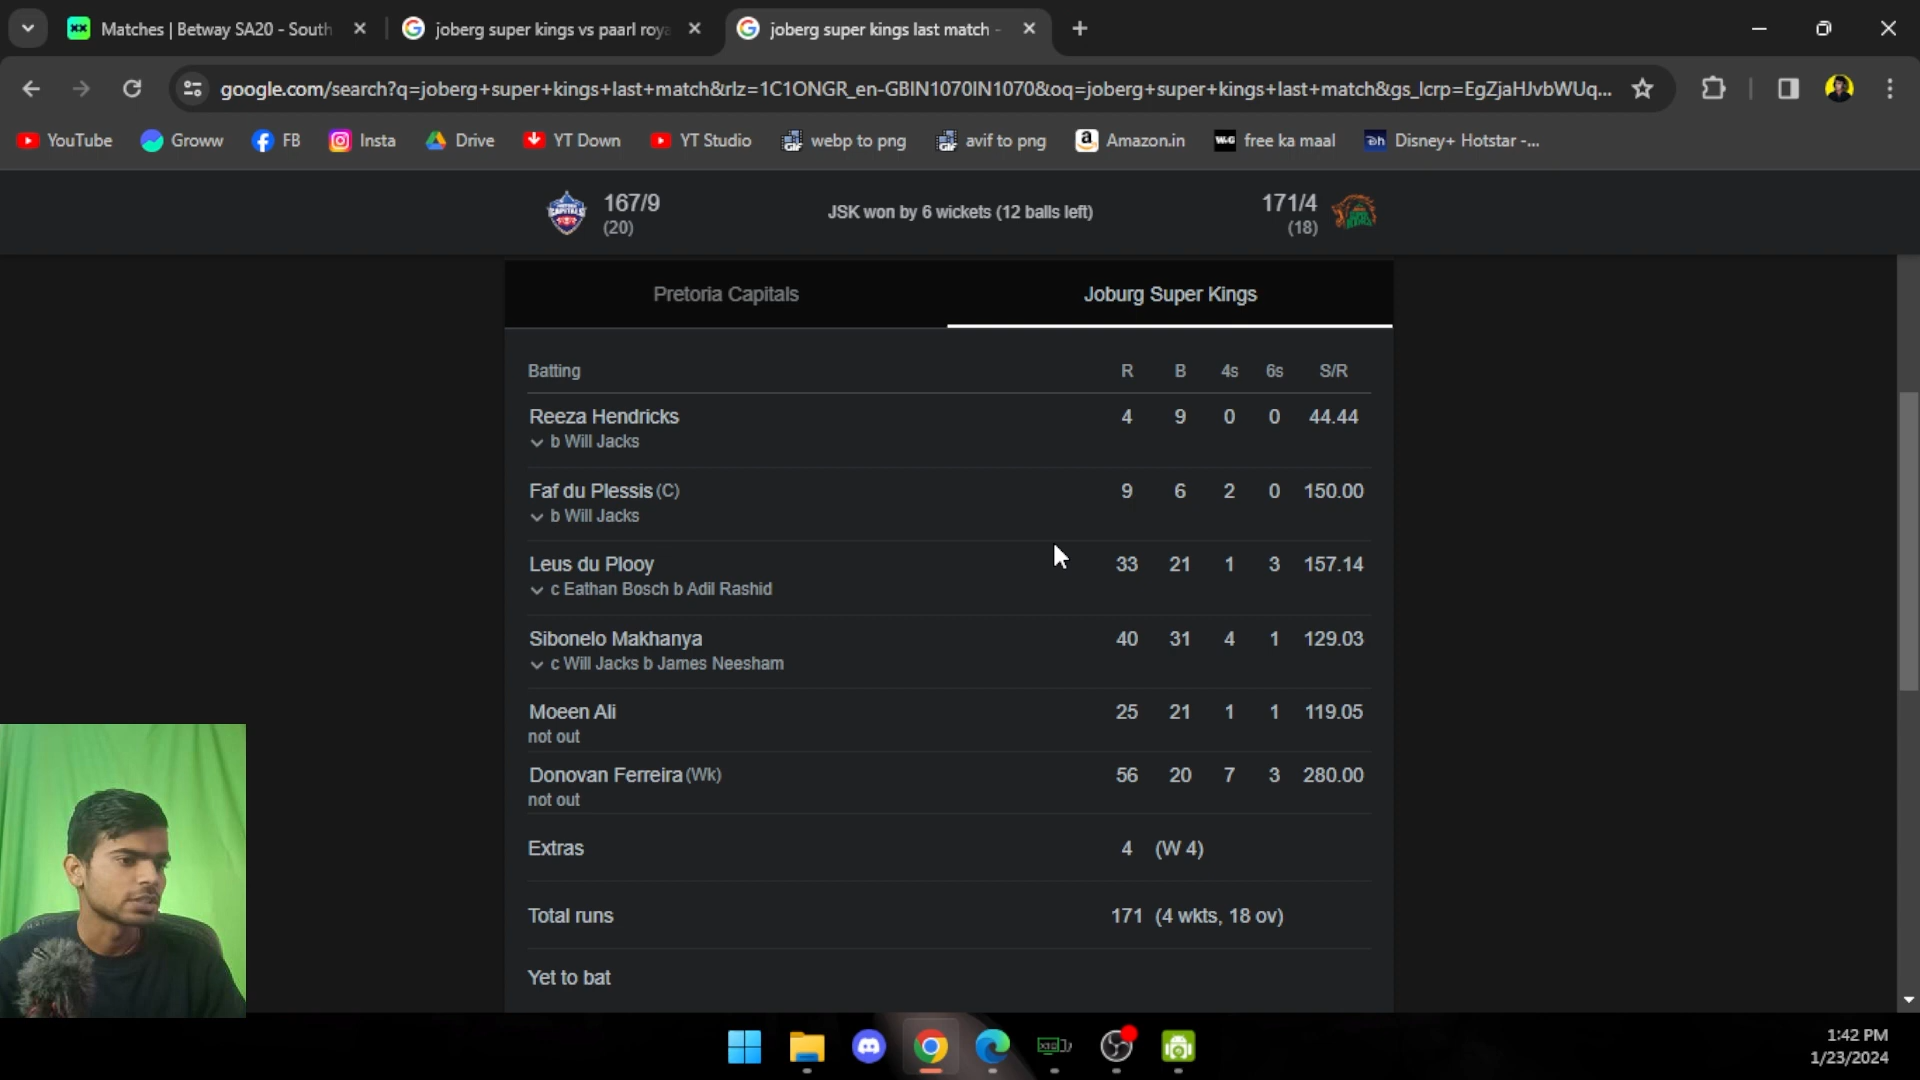 Matches | Betway SA20 - South
joberg super kings vs paarl roya
joberg super kings last match -
google.com/search?q=joberg+super+kings+last+match&rlz=1C1ONGR_en-GBIN1070IN1070&oq=joberg+super+kings+last+match&gs_lcrp=EgZjaHJvbWUq...
YouTube Groww FB Insta Drive YT Down YT Studio webp to png avif to png Amazon.in free ka maal Disney+ Hotstar -...
167/9 JSK won by 6 wickets (12 balls left) 171/4
(20) (18)
Pretoria Capitals Joburg Super Kings
Batting R B 4s 6s S/R
Reeza Hendricks 4 9 0 0 44.44
b Will Jacks
Faf du Plessis (C) 9 6 2 0 150.00
b Will Jacks
Leus du Plooy 33 21 1 3 157.14
c Eathan Bosch b Adil Rashid
Sibonelo Makhanya 40 31 4 1 129.03
c Will Jacks b James Neesham
Moeen Ali 25 21 1 1 119.05
not out
Donovan Ferreira (Wk) 56 20 7 3 280.00
not out
Extras 4 (W 4)
Total runs 171 (4 wkts, 18 ov)
Yet to bat
1:42 PM
1/23/2024